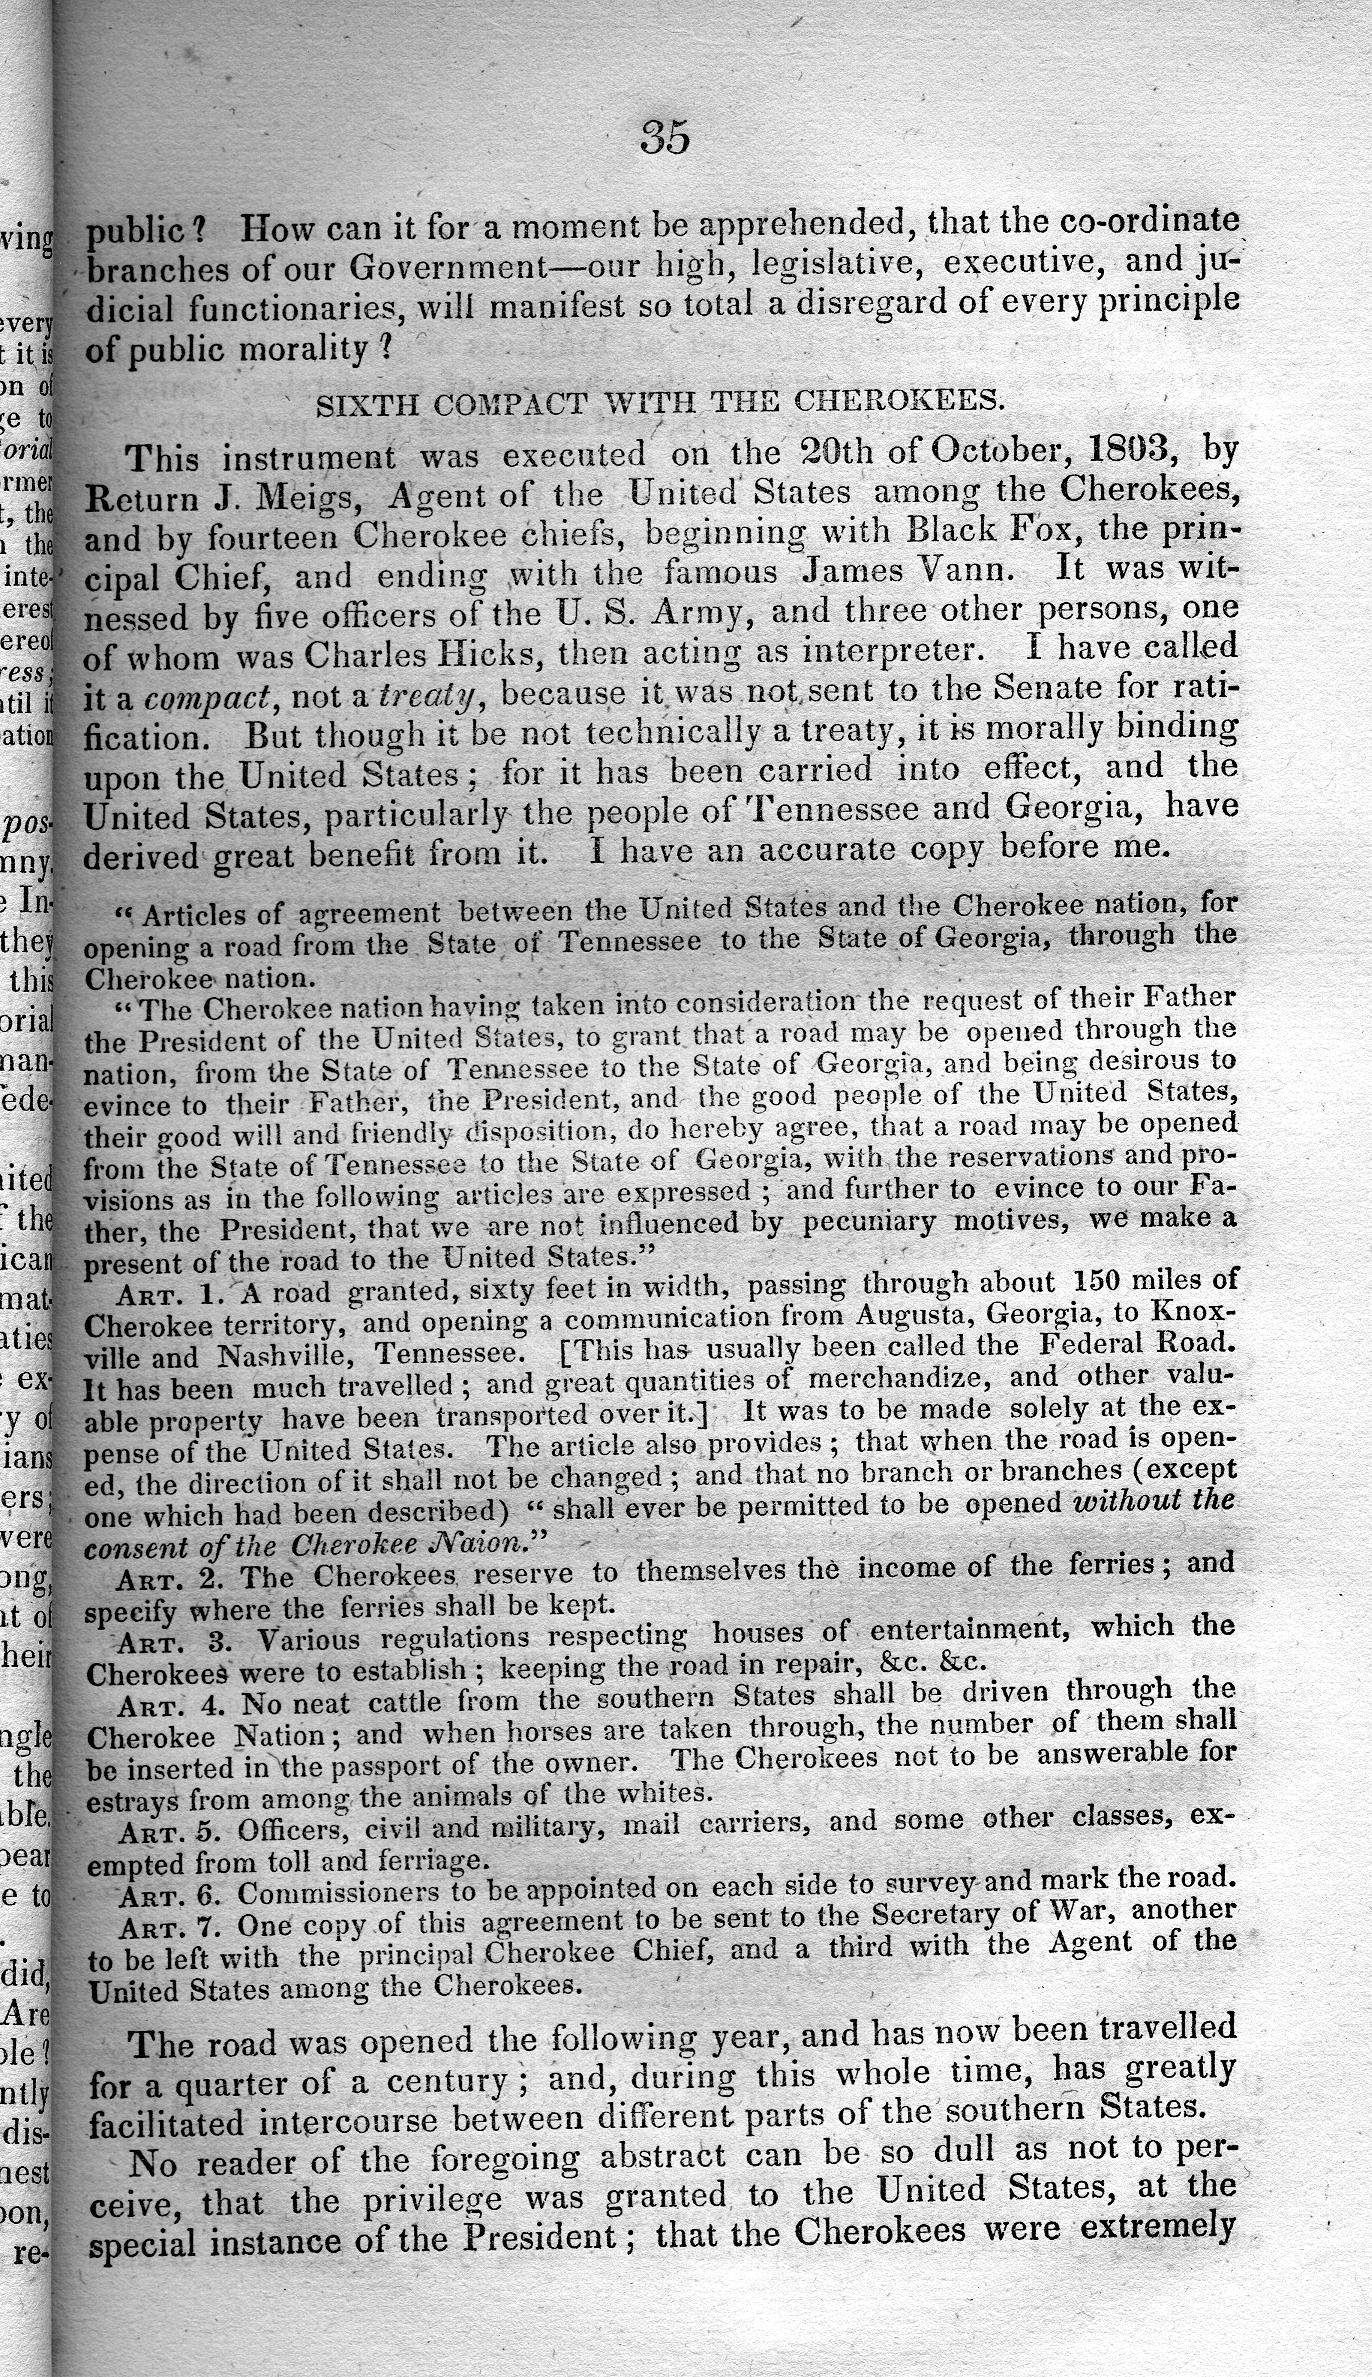 35
public? How can it for a moment be apprehended, that the co-ordinate
branches of our Government—our high, legislative, executive, and ju-
dicial functionaries, will manifest so total a disregard of every principle
of public morality?
SIXTH COMPACT WITH THE CHEROKEES.
This instrument was executed on the 20th of October, 1803, by
Return J. Meigs, Agent of the United States among the Cherokees,
and by fourteen Cherokee chiefs, beginning with Black Fox, the prin-
cipal Chief, and ending with the famous James Vann. It was wit-
nessed by five officers of the U. S. Army, and three other persons, one
of whom was Charles Hicks, then acting as interpreter. I have called
it a compact, not a treaty, because it was not sent to the Senate for rati-
fication. But though it be not technically a treaty, it is morally binding
upon the United States; for it has been carried into effect, and the
United States, particularly the people of Tennessee and Georgia, have
derived great benefit from it. I have an accurate copy before me.
"Articles of agreement between the United States and the Cherokee nation, for
opening a road from the State of Tennessee to the State of Georgia, through the
Cherokee nation.
"The Cherokee nation having taken into consideration the request of their Father
the President of the United States, to grant that a road may be opened through the
nation, from the State of Tennessee to the State of Georgia, and being desirous to
evince to their Father, the President, and the good people of the United States,
their good will and friendly disposition, do hereby agree, that a road may be opened
from the State of Tennessee to the State of Georgia, with the reservations and pro-
visions as in the following articles are expressed; and further to evince to our Fa-
ther, the President, that we are not influenced by pecuniary motives, we make a
present of the road to the United States."
ART. 1. A road granted, sixty feet in width, passing through about 150 miles of
Cherokee territory, and opening a communication from Augusta, Georgia, to Knox-
ville and Nashville, Tennessee. [This has usually been called the Federal Road.
It has been much travelled; and great quantities of merchandize, and other valu-
able property have been transported over it.] It was to be made solely at the ex-
pense of the United States. The article also provides; that when the road is open-
ed, the direction of it shall not be changed; and that no branch or branches (except
one which had been described) "shall ever be permitted to be opened without the
consent of the Cherokee Naion."
ART. 2. The Cherokees reserve to themselves the income of the ferries; and
specify where the ferries shall be kept.
ART. 3. Various regulations respecting houses of entertainment, which the
Cherokees were to establish; keeping the road in repair, &c. &c.
ART. 4. No neat cattle from the southern States shall be driven through the
Cherokee Nation; and when horses are taken through, the number of them shall
be inserted in the passport of the owner. The Cherokees not to be answerable for
estrays from among the animals of the whites.
ART. 5. Officers, civil and military, mail carriers, and some other classes, ex-
empted from toll and ferriage.
ART. 6. Commissioners to be appointed on each side to survey and mark the road.
ART. 7. One copy of this agreement to be sent to the Secretary of War, another
to be left with the principal Cherokee Chief, and a third with the Agent of the
United States among the Cherokees.
The road was opened the following year, and has now been travelled
for a quarter of a century; and, during this whole time, has greatly
facilitated intercourse between different parts of the southern States.
No reader of the foregoing abstract can be so dull as not to per-
ceive, that the privilege was granted to the United States, at the
special instance of the President; that the Cherokees were extremely